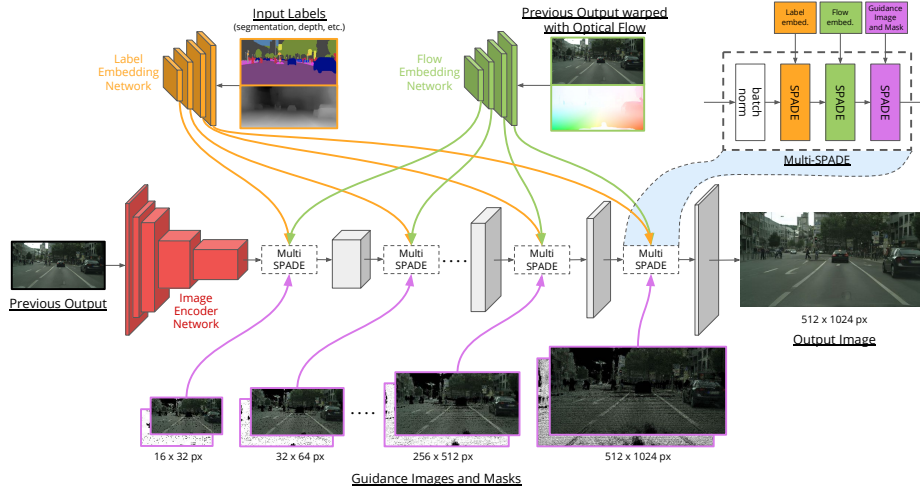 Input Labels
(segmentation, depth, etc.)
Previous Output warped
with Optical Flow
Label
embed.
Flow
embed.
Guidance
Image
and Mask
Label
Embedding
Network
Flow
Embedding
Network
batch
norm
SPADE
SPADE
SPADE
Multi-SPADE
Previous Output
Image
Encoder
Network
Multi
SPADE
Multi
SPADE
....
Multi
SPADE
Multi
SPADE
512 x 1024 px
Output Image
....
16 x 32 px
32 x 64 px
256 x 512 px
512 x 1024 px
Guidance Images and Masks